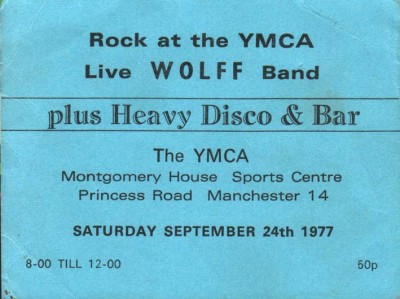 Rock at the YMCA
Live WOLFF Band
plus Heavy Disco & Bar
The YMCA
Montgomery House Sports Centre
Princess Road Manchester 14
SATURDAY SEPTEMBER 24th 1977
8-00 TILL 12-00 50p